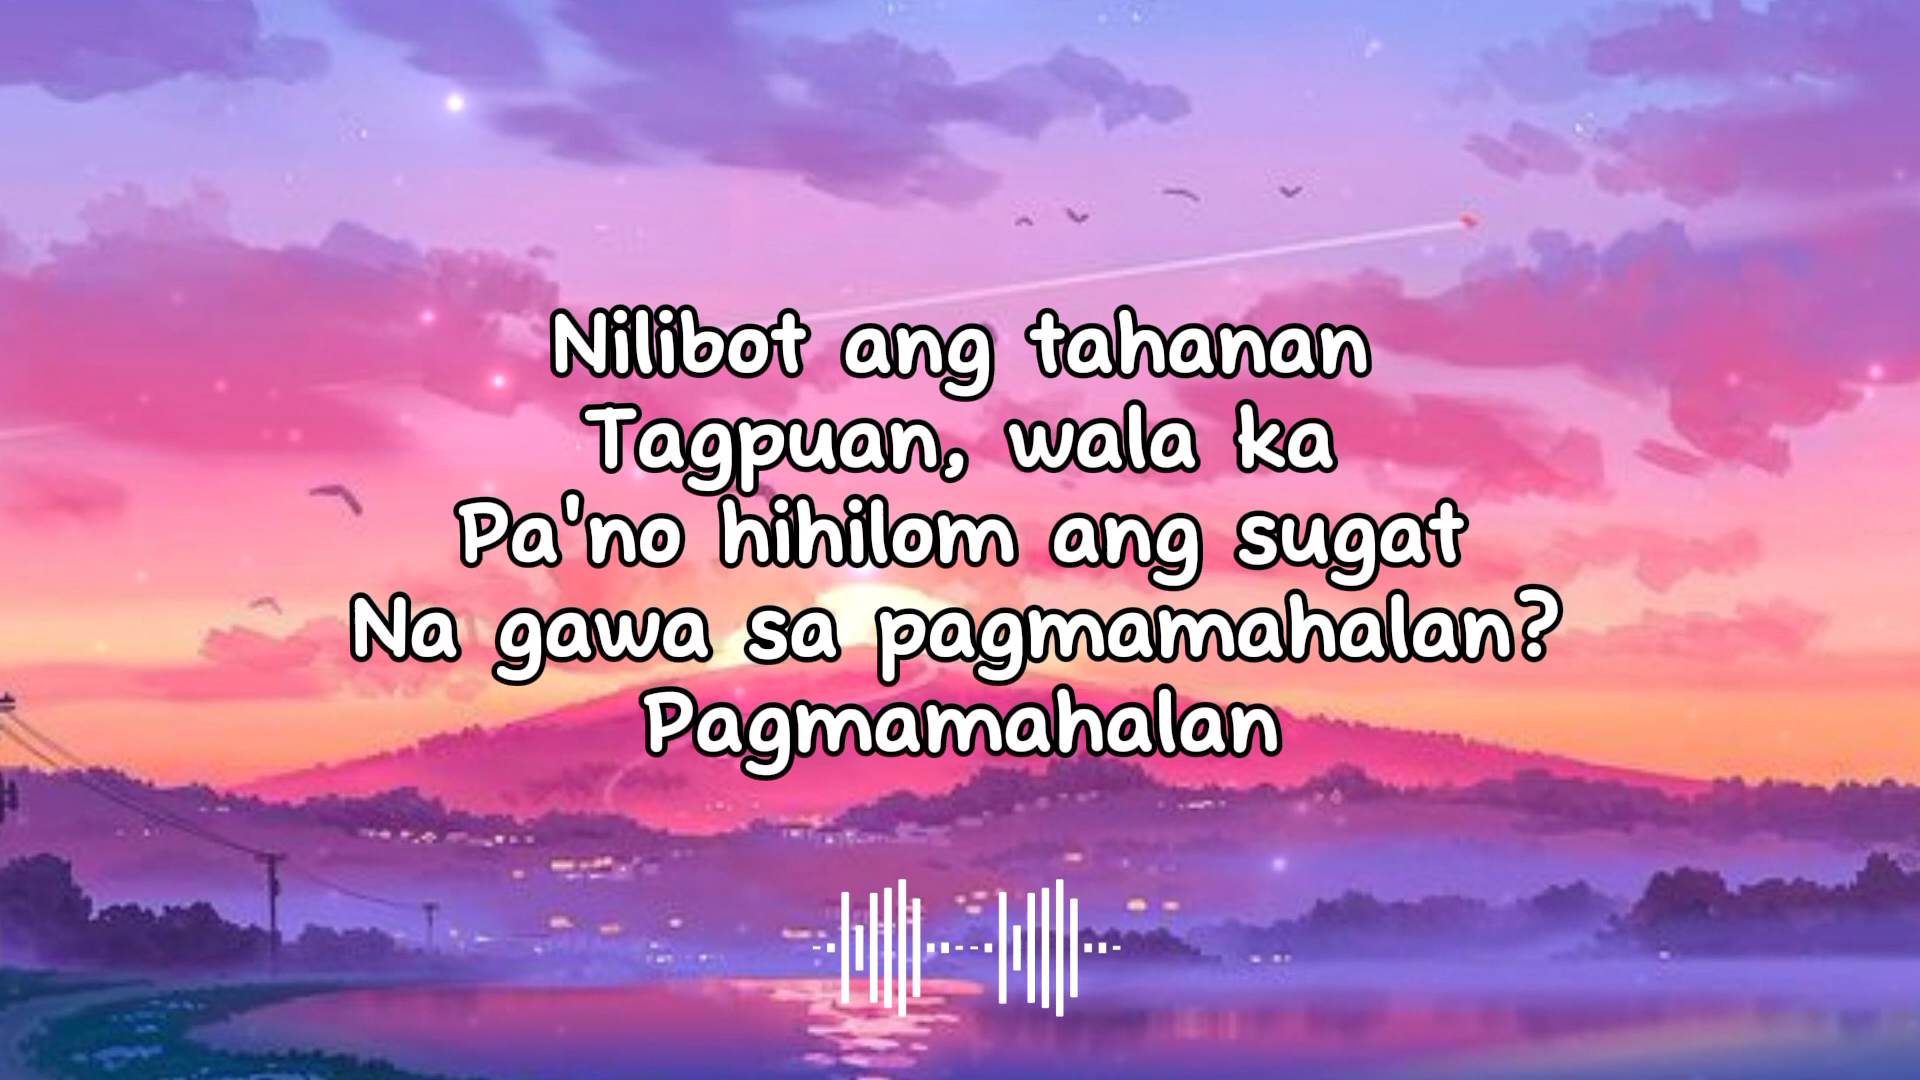 Nilibot ang tahanan
Tagpuan, wala ka
Pa'no hihilom ang sugat
Na gawa sa pagmamahalan?
Pagmamahalan